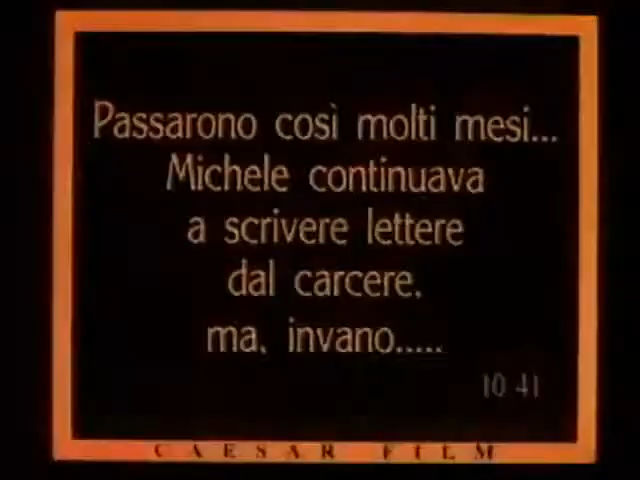 Passarono così molti mesi...
Michele continuava
a scrivere lettere
dal carcere,
ma, invano.....
10 41
CAESAR FILM